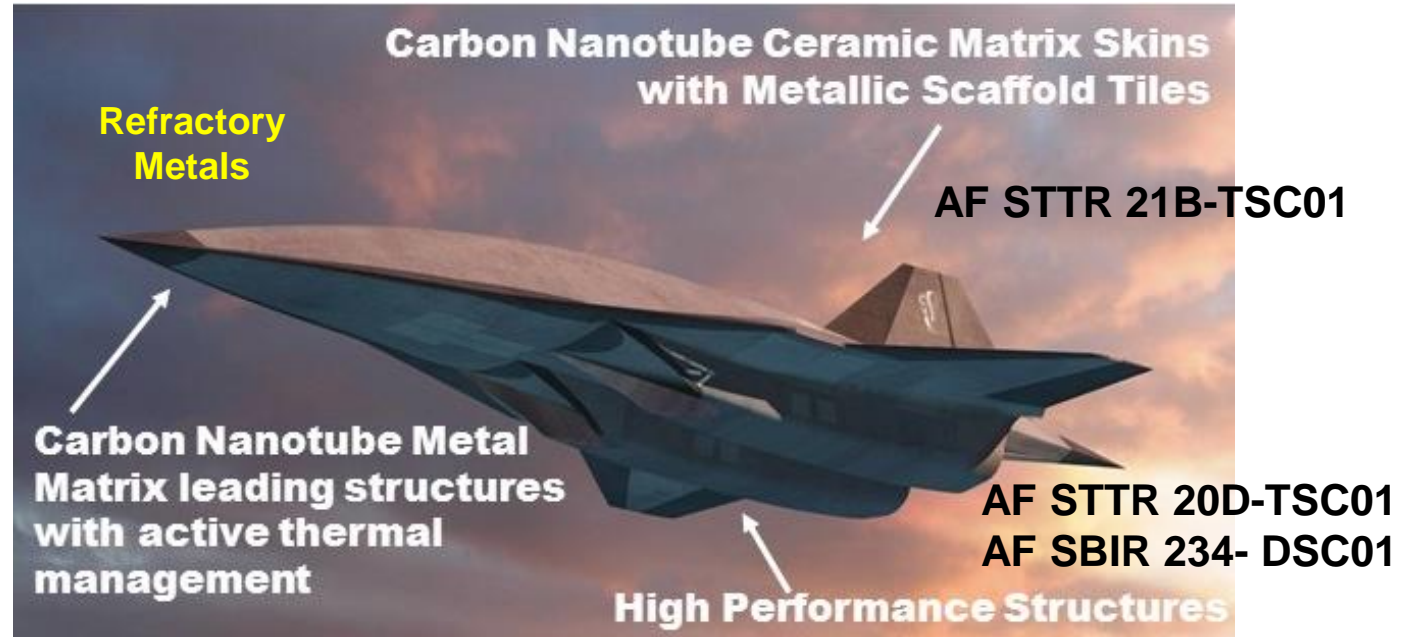 Carbon Nanotube Ceramic Matrix Skins
with Metallic Scaffold Tiles
Refractory
Metals
AF STTR 21B-TSC01
Carbon Nanotube Metal
Matrix leading structures
with active thermal
management
AF STTR 20D-TSC01
AF SBIR 234- DSC01
High Performance Structures